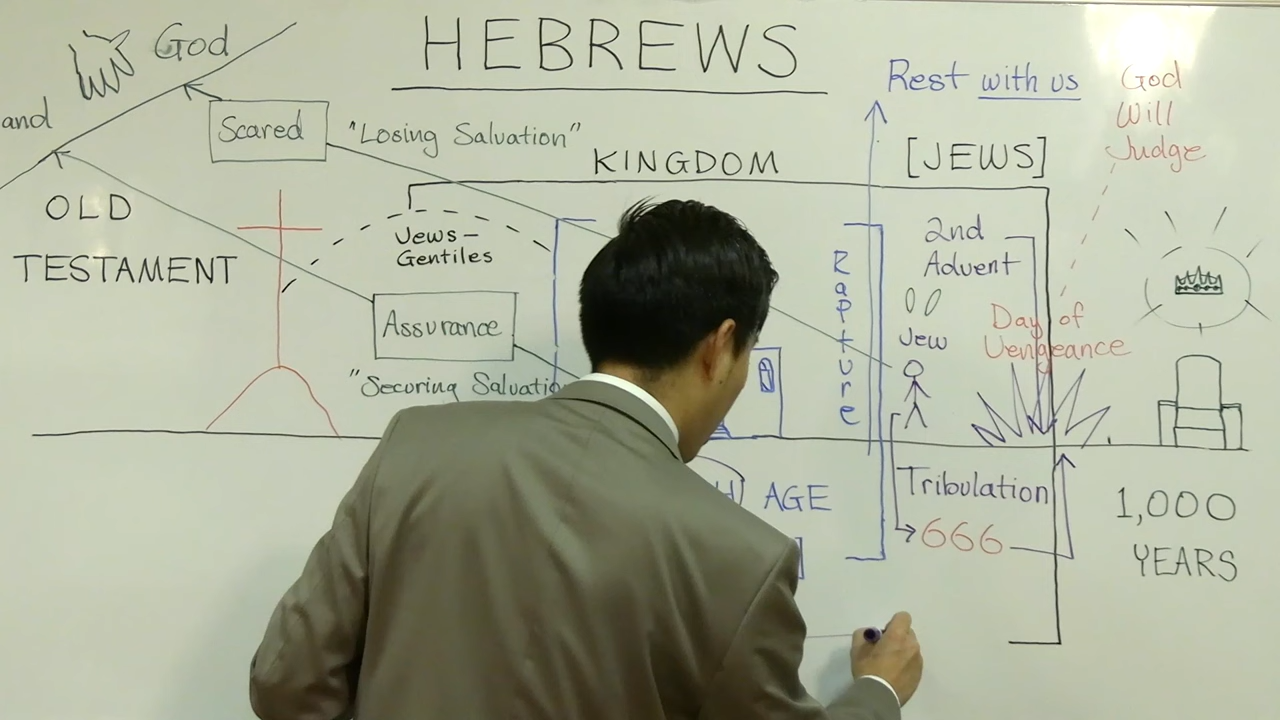 HEBREWS
God
and
Scared
"Losing Salvation"
Rest with us
God
Will
Judge
KINGDOM
[JEWS]
OLD
TESTAMENT
Jews-
Gentiles
Assurance
"Securing
Rapture
2nd
Advent
Jew
Day of
Vengeance
AGE
Tribulation
666
1,000
YEARS